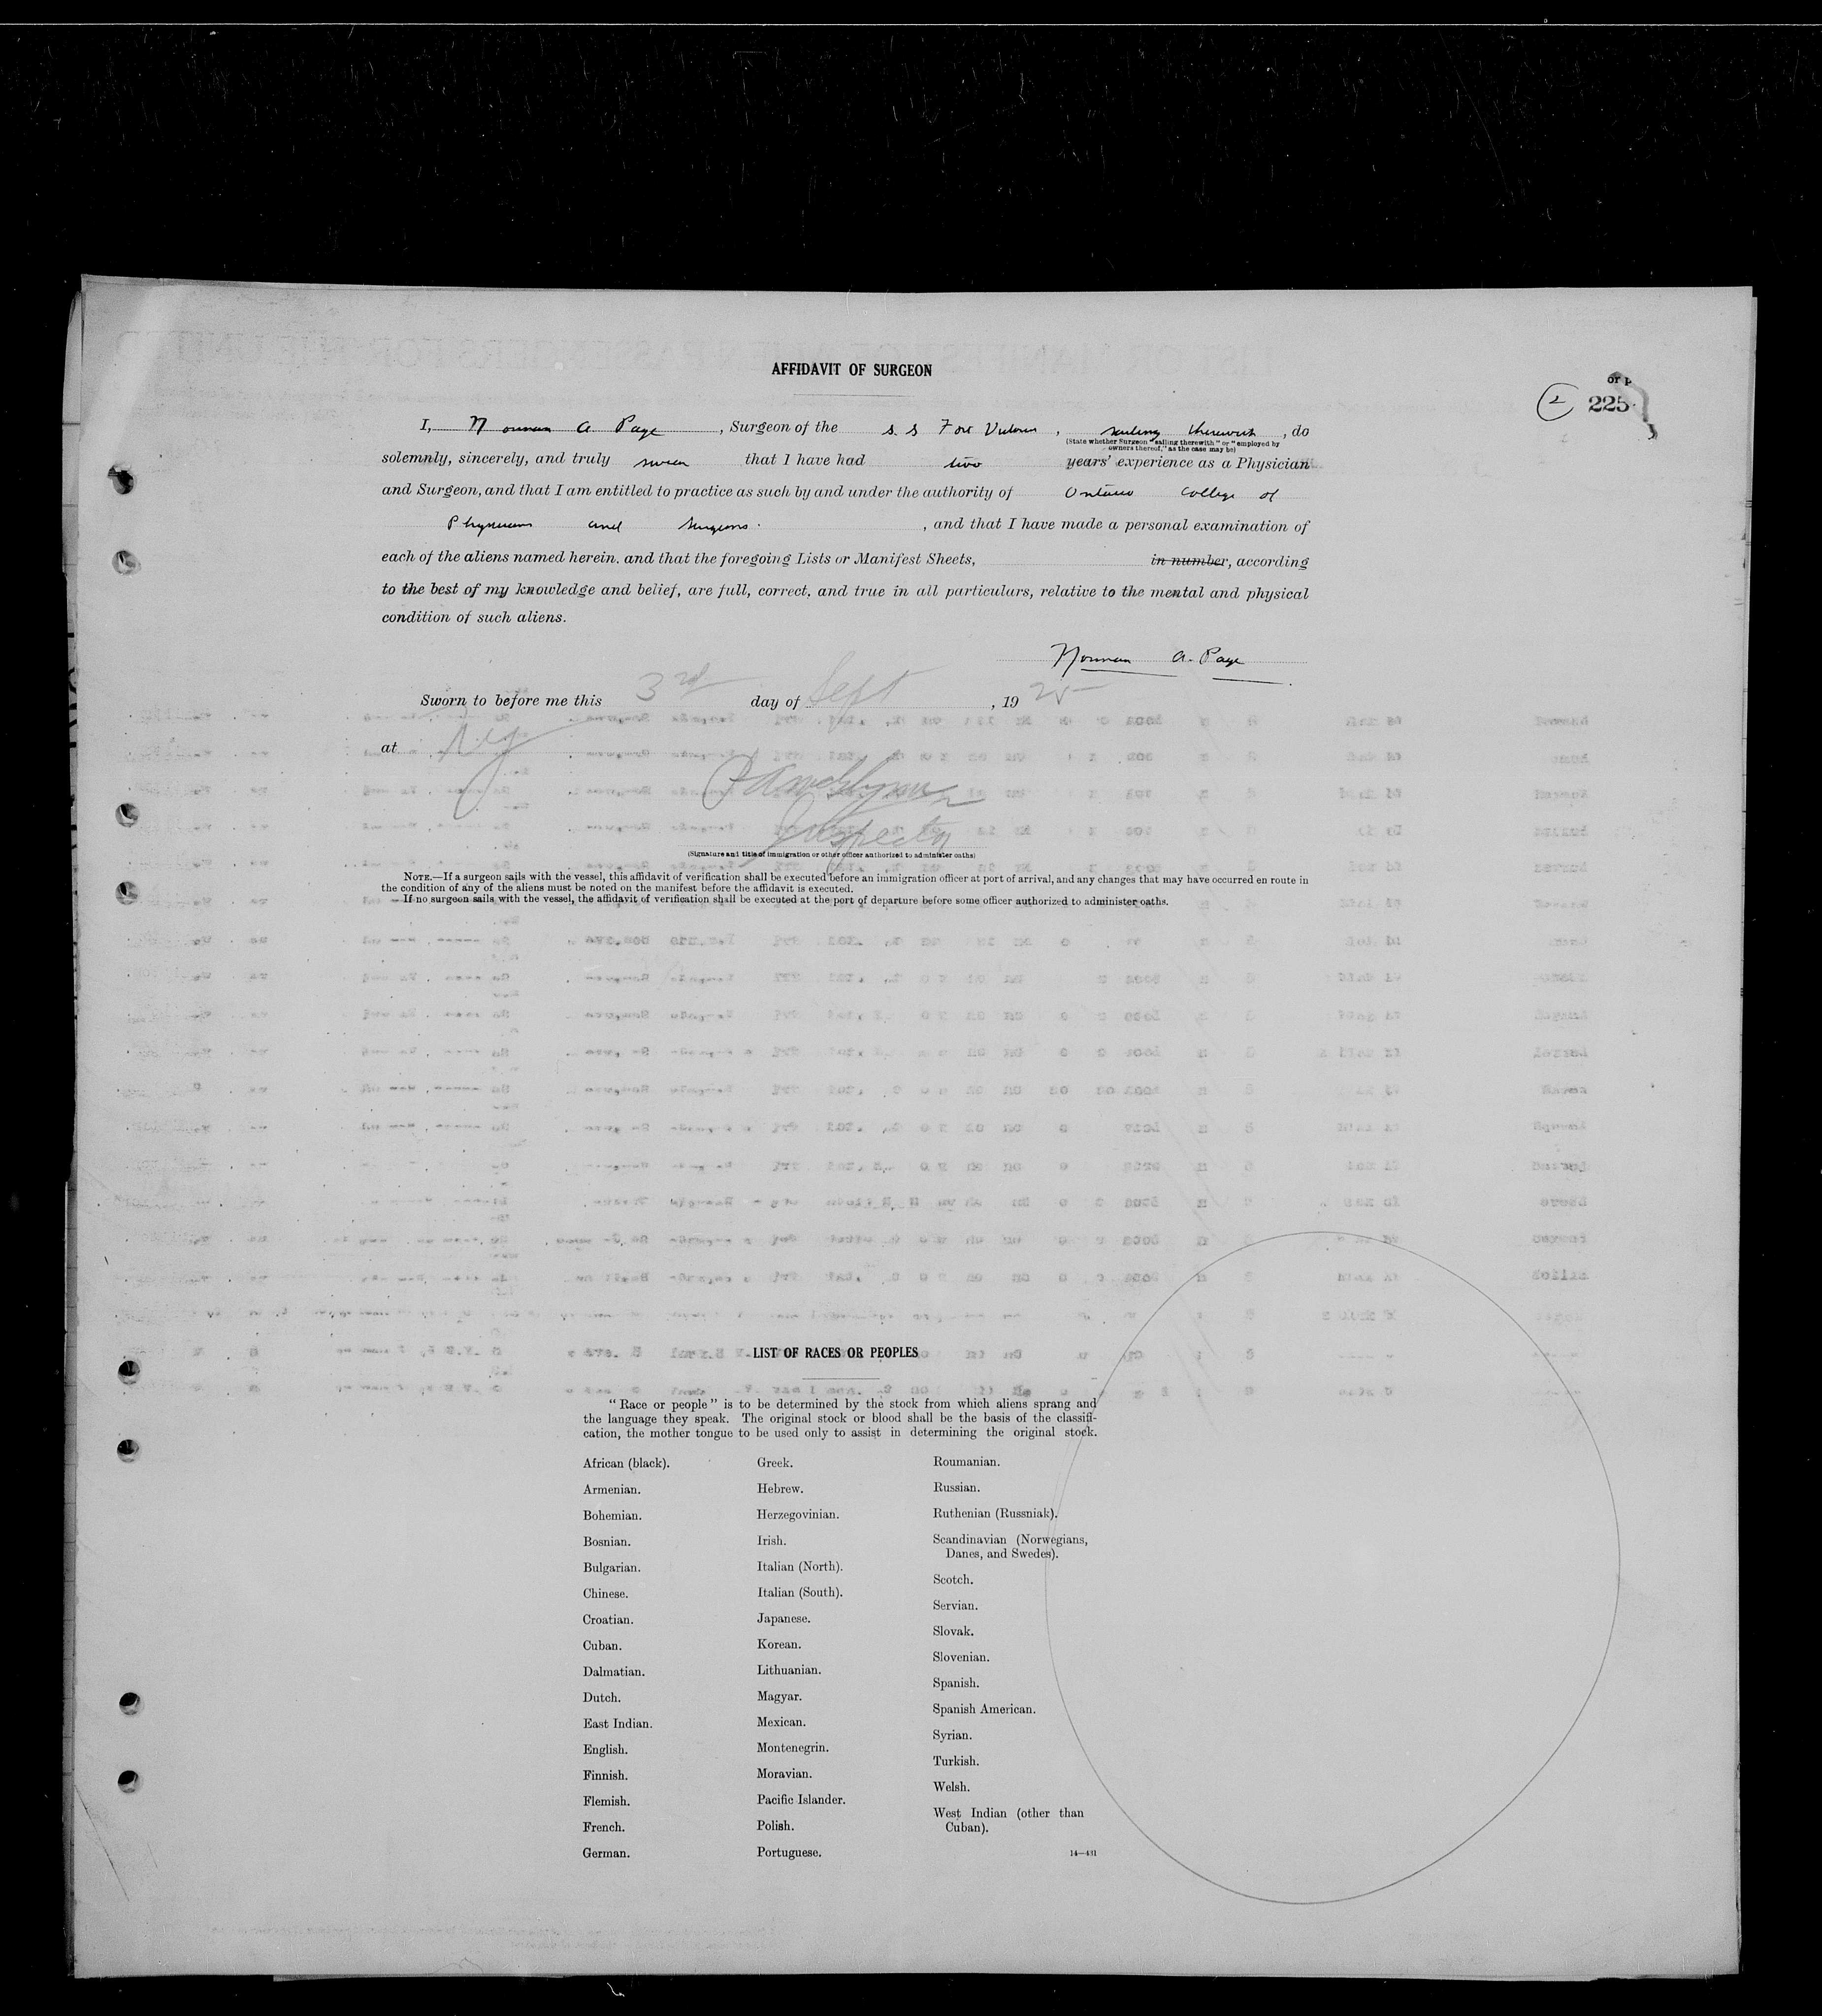 AFFIDAVIT OF SURGEON
or p
2 225
I, Norman A. Page, Surgeon of the S.S Fort Victoria, sailing therewith, do
(State whether Surgeon "sailing therewith" or "employed by
owners thereof," as the case may be)
solemnly, sincerely, and truly swear that I have had two years' experience as a Physician
and Surgeon, and that I am entitled to practice as such by and under the authority of Ontario College of
Physicians and Surgeons. , and that I have made a personal examination of
each of the aliens named herein. and that the foregoing Lists or Manifest Sheets, in number, according
to the best of my knowledge and belief, are full, correct, and true in all particulars, relative to the mental and physical
condition of such aliens.
Norman A. Page
Sworn to before me this 3rd day of Sept , 19 25
at NY
Inspector
(Signature and title of immigration or other officer authorized to administer oaths)
NOTE.—If a surgeon sails with the vessel, this affidavit of verification shall be executed before an immigration officer at port of arrival, and any changes that may have occurred en route in
the condition of any of the aliens must be noted on the manifest before the affidavit is executed.
If no surgeon sails with the vessel, the affidavit of verification shall be executed at the port of departure before some officer authorized to administer oaths.
LIST OF RACES OR PEOPLES
"Race or people" is to be determined by the stock from which aliens sprang and
the language they speak. The original stock or blood shall be the basis of the classifi-
cation, the mother tongue to be used only to assist in determining the original stock.
African (black).
Armenian.
Bohemian.
Bosnian.
Bulgarian.
Chinese.
Croatian.
Cuban.
Dalmatian.
Dutch.
East Indian.
English.
Finnish.
Flemish.
French.
German.
Greek.
Hebrew.
Herzegovinian.
Irish.
Italian (North).
Italian (South).
Japanese.
Korean.
Lithuanian.
Magyar.
Mexican.
Montenegrin.
Moravian.
Pacific Islander.
Polish.
Portuguese.
Roumanian.
Russian.
Ruthenian (Russniak).
Scandinavian (Norwegians,
Danes, and Swedes).
Scotch.
Servian.
Slovak.
Slovenian.
Spanish.
Spanish American.
Syrian.
Turkish.
Welsh.
West Indian (other than
Cuban).
14—431